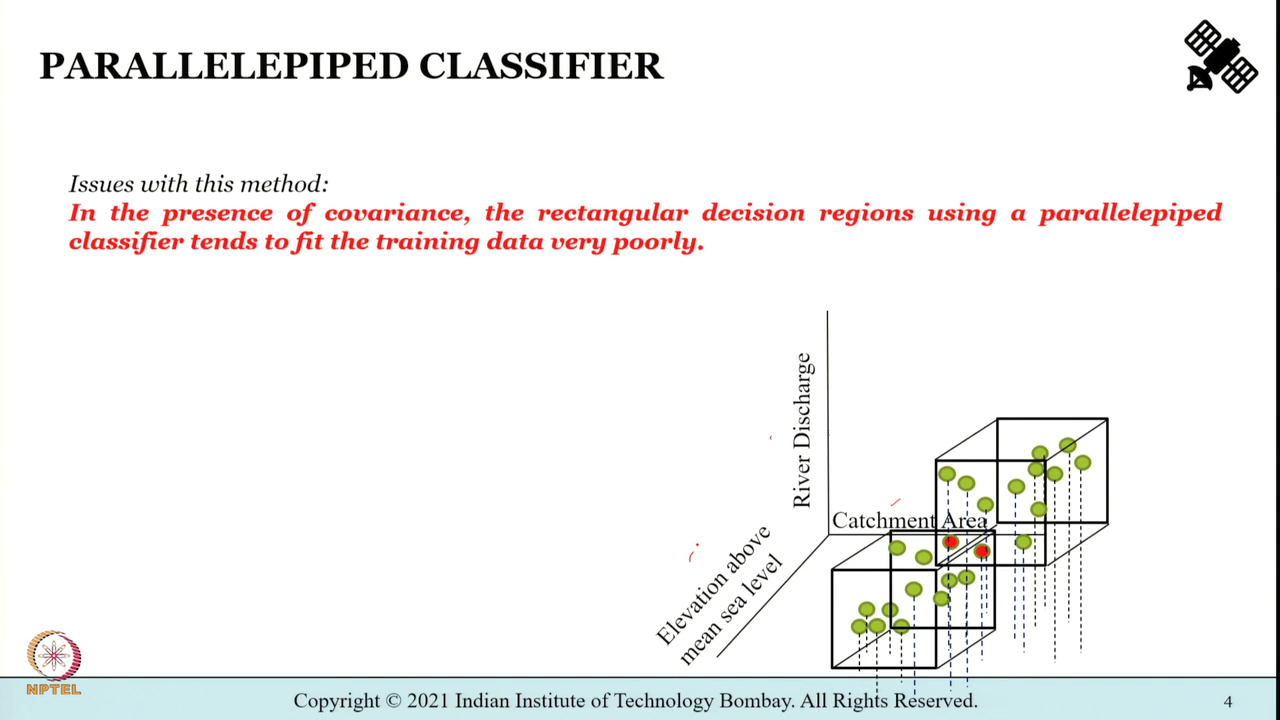 PARALLELEPIPED CLASSIFIER
Issues with this method:
In the presence of covariance, the rectangular decision regions using a parallelepiped
classifier tends to fit the training data very poorly.
River Discharge
Catchment Area
Elevation above
mean sea level
NPTEL
Copyright © 2021 Indian Institute of Technology Bombay. All Rights Reserved.
4